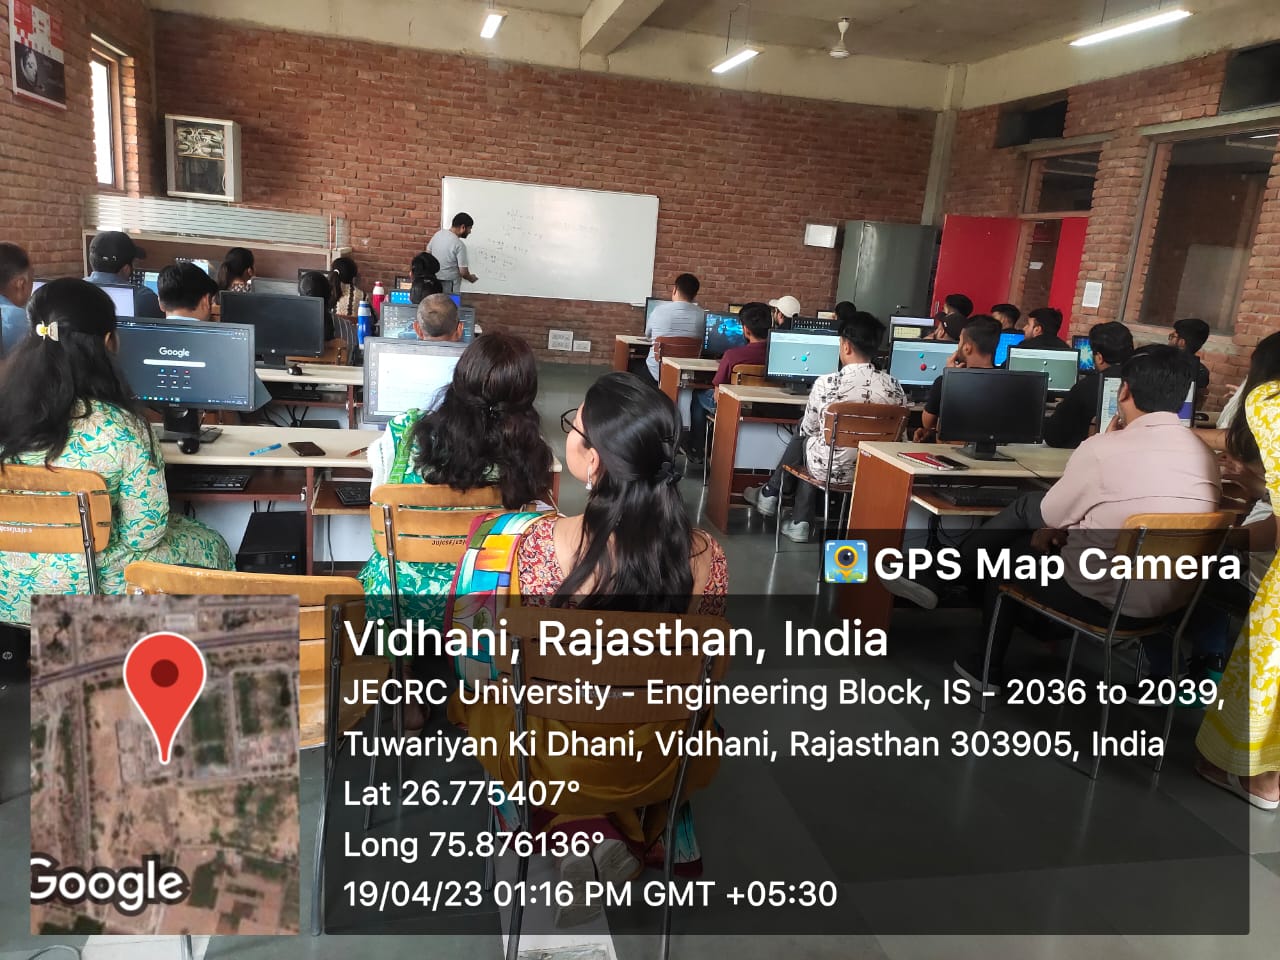 Google
GPS Map Camera
Vidhani, Rajasthan, India
JECRC University - Engineering Block, IS - 2036 to 2039,
Tuwariyan Ki Dhani, Vidhani, Rajasthan 303905, India
Lat 26.775407°
Long 75.876136°
19/04/23 01:16 PM GMT +05:30
Google